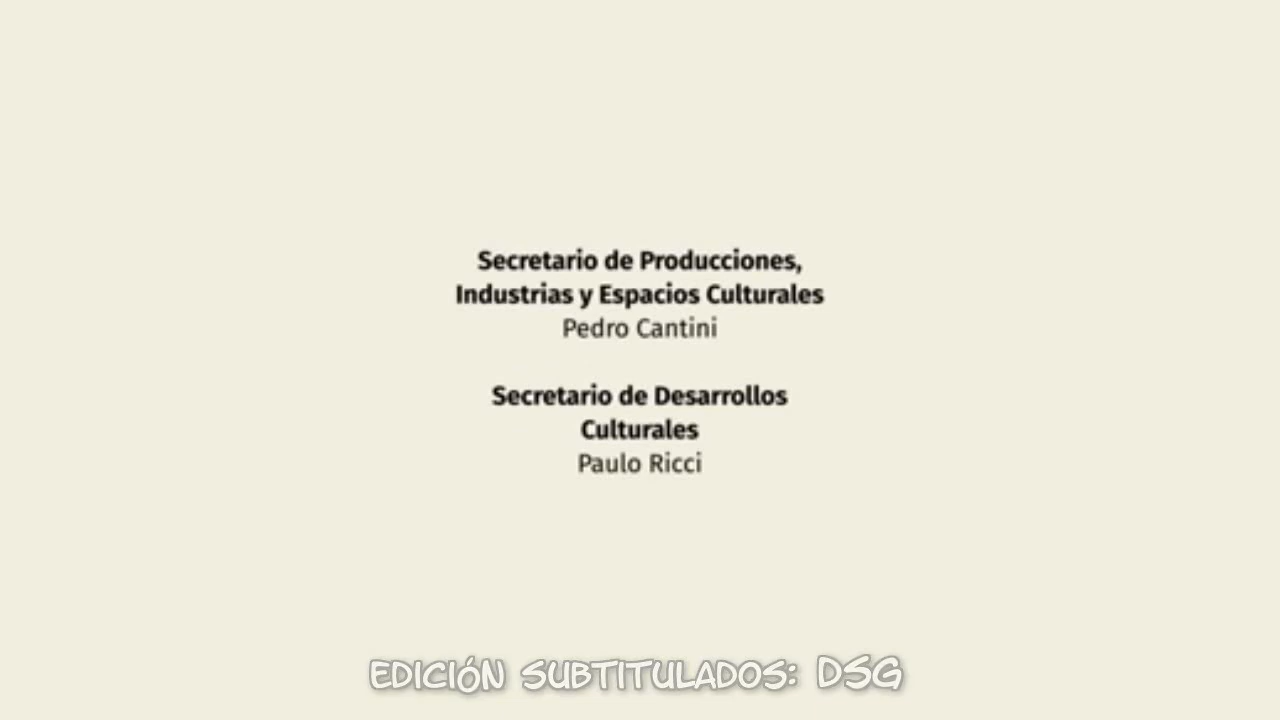 Secretario de Producciones,
Industrias y Espacios Culturales
Pedro Cantini
Secretario de Desarrollos
Culturales
Paulo Ricci
EDICIÓN SUBTITULADOS: DSG